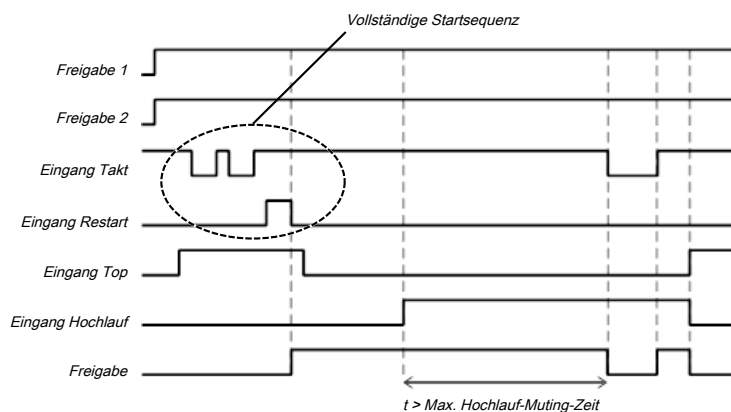 Vollständige Startsequenz
Freigabe 1
Freigabe 2
Eingang Takt
Eingang Restart
Eingang Top
Eingang Hochlauf
Freigabe
t > Max. Hochlauf-Muting-Zeit